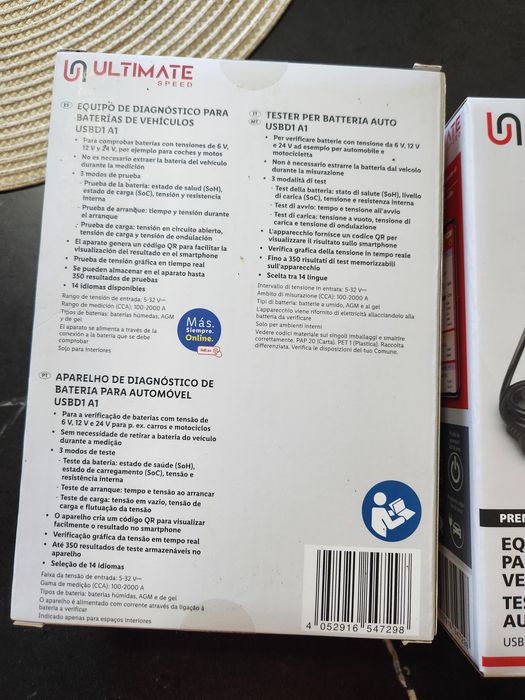 ULTIMATE
SPEED
ES
EQUIPO DE DIAGNÓSTICO PARA
BATERÍAS DE VEHÍCULOS
USBD1 A1
• Para comprobar baterías con tensiones de 6 V,
12 V y 24 V, por ejemplo para coches y motos
• No es necesario extraer la batería del vehículo
durante la medición
• 3 modos de prueba
- Prueba de la batería: estado de salud (SoH),
estado de carga (SoC), tensión y resistencia
interna
- Prueba de arranque: tiempo y tensión durante
el arranque
- Prueba de carga: tensión en circuito abierto,
tensión de carga y tensión de ondulación
• El aparato genera un código QR para facilitar la
visualización del resultado en el smartphone
• Prueba de tensión gráfica en tiempo real
• Se pueden almacenar en el aparato hasta
350 resultados de pruebas
• 14 idiomas disponibles
Rango de tensión de entrada: 5-32 V
Rango de medición (CCA): 100-2000 A
Tipos de baterías: baterías húmedas, AGM
y de gel
El aparato se alimenta a través de la
conexión a la batería que se debe
comprobar
Solo para interiores
Más.
Siempre.
Online.
IT
MT
TESTER PER BATTERIA AUTO
USBD1 A1
• Per verificare batterie con tensione da 6 V, 12 V
e 24 V ad esempio per automobile e
motocicletta
• Non è necessario estrarre la batteria dal veicolo
durante la misurazione
• 3 modalità di test
- Test della batteria: stato di salute (SoH), livello
di carica (SoC), tensione e resistenza interna
- Test di avvio: tempo e tensione all'avvio
- Test di carica: tensione a vuoto, tensione di
carica e tensione di ondulazione
• L'apparecchio fornisce un codice QR per
visualizzare il risultato sullo smartphone
• Verifica grafica della tensione in tempo reale
• Fino a 350 risultati di test memorizzabili
sull'apparecchio
• Scelta tra 14 lingue
Intervallo di tensione in entrata: 5-32 V
Ambito di misurazione (CCA): 100-2000 A
Tipi di batteria: batterie a umido, AGM e al gel
L'apparecchio viene rifornito di elettricità allacciandolo alla
batteria da verificare
Solo per ambienti interni
Vedere codici materiale sui singoli imballaggi e smaltire
correttamente. PAP 20 (Carta). PET 1 (Plastica). Raccolta
differenziata. Verifica le disposizioni del tuo Comune.
PT
APARELHO DE DIAGNÓSTICO DE
BATERIA PARA AUTOMÓVEL
USBD1 A1
• Para a verificação de baterias com tensão de
6 V, 12 V e 24 V para p. ex. carros e motociclos
• Sem necessidade de retirar a bateria do veículo
durante a medição
• 3 modos de teste
- Teste da bateria: estado de saúde (SoH),
estado de carregamento (SoC), tensão e
resistência interna
- Teste de arranque: tempo e tensão ao arrancar
- Teste de carga: tensão em vazio, tensão de
carga e flutuação da tensão
• O aparelho cria um código QR para visualizar
facilmente o resultado no smartphone
• Verificação gráfica da tensão em tempo real
• Até 350 resultados de teste armazenáveis no
aparelho
• Seleção de 14 idiomas
Faixa da tensão de entrada: 5-32 V
Gama de medição (CCA): 100-2000 A
Tipos de bateria: baterias húmidas, AGM e de gel
O aparelho é alimentado com corrente através da ligação à
bateria a verificar
Indicado apenas para espaços interiores
4 052916 547298
PREM
EQ
PA
VE
TES
AU
USB